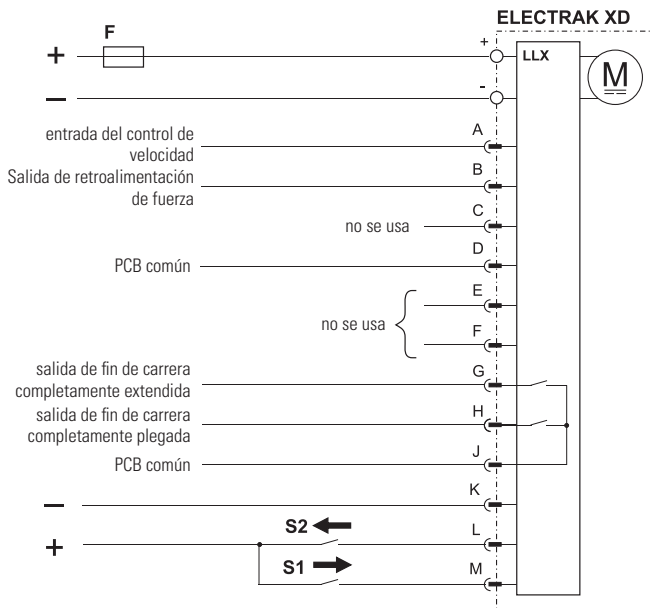 ELECTRAK XD
F
+
LLX
+
M
–
-
entrada del control de
velocidad
A
Salida de retroalimentación
de fuerza
B
no se usa
C
PCB común
D
E
no se usa
F
salida de fin de carrera
completamente extendida
G
salida de fin de carrera
completamente plegada
H
PCB común
J
–
K
+
S2
L
S1
M